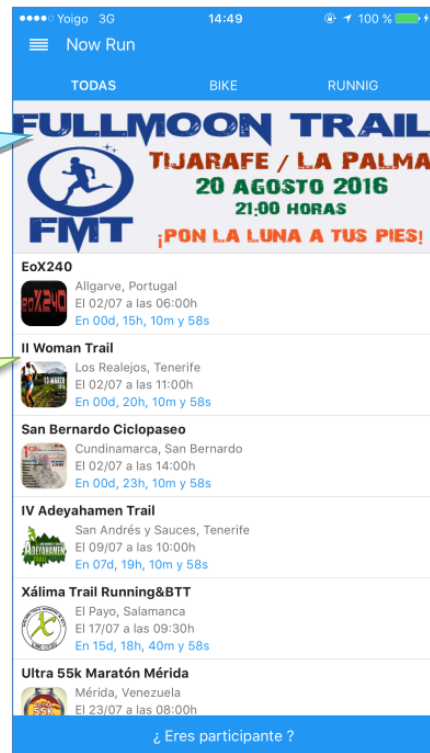 Yoigo 3G 14:49 100 %
Now Run
TODAS BIKE RUNNIG
FULLMOON TRAIL
TIJARAFE / LA PALMA
20 AGOSTO 2016
21:00 HORAS
FMT ¡PON LA LUNA A TUS PIES!
EoX240
eoX240
Allgarve, Portugal
El 02/07 a las 06:00h
En 00d, 15h, 10m y 58s
II Woman Trail
Los Realejos, Tenerife
El 02/07 a las 11:00h
En 00d, 20h, 10m y 58s
San Bernardo Ciclopaseo
Cundinamarca, San Bernardo
El 02/07 a las 14:00h
En 00d, 23h, 10m y 58s
IV Adeyahamen Trail
ADEYAHAMEN
San Andrés y Sauces, Tenerife
El 09/07 a las 10:00h
En 07d, 19h, 10m y 58s
Xálima Trail Running&BTT
El Payo, Salamanca
El 17/07 a las 09:30h
En 15d, 18h, 40m y 58s
Ultra 55k Maratón Mérida
55K
Mérida, Venezuela
El 23/07 a las 08:00h
¿ Eres participante ?